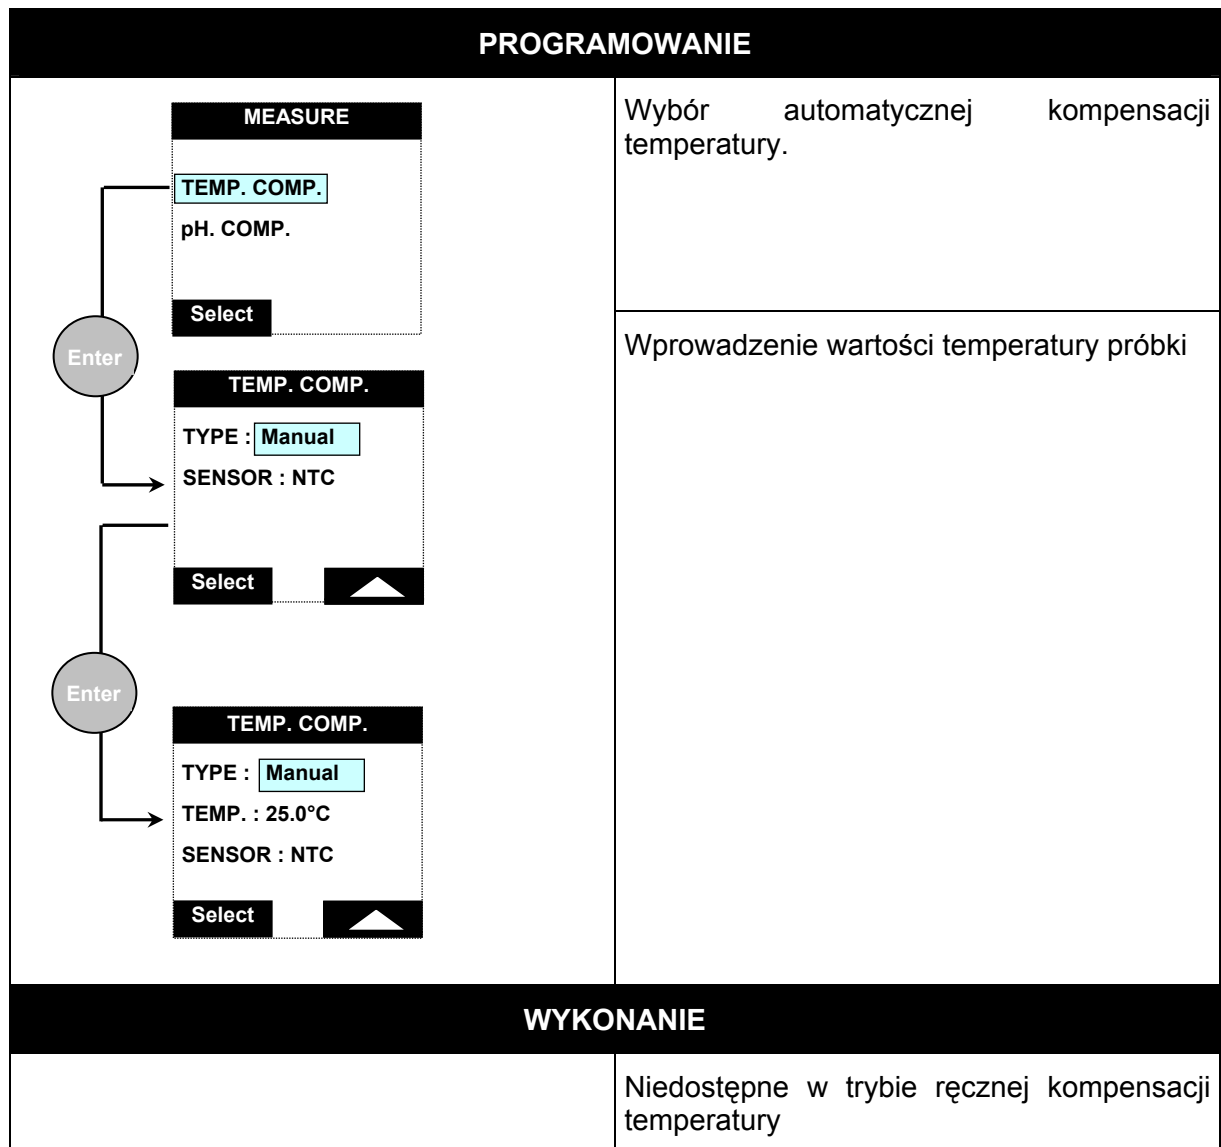 PROGRAMOWANIE
MEASURE
TEMP. COMP.
pH. COMP.
Select
Enter
TEMP. COMP.
TYPE : Manual
SENSOR : NTC
Select
Enter
TEMP. COMP.
TYPE : Manual
TEMP. : 25.0°C
SENSOR : NTC
Select
Wybór automatycznej kompensacji
temperatury.
Wprowadzenie wartości temperatury próbki
WYKONANIE
Niedostępne w trybie ręcznej kompensacji
temperatury